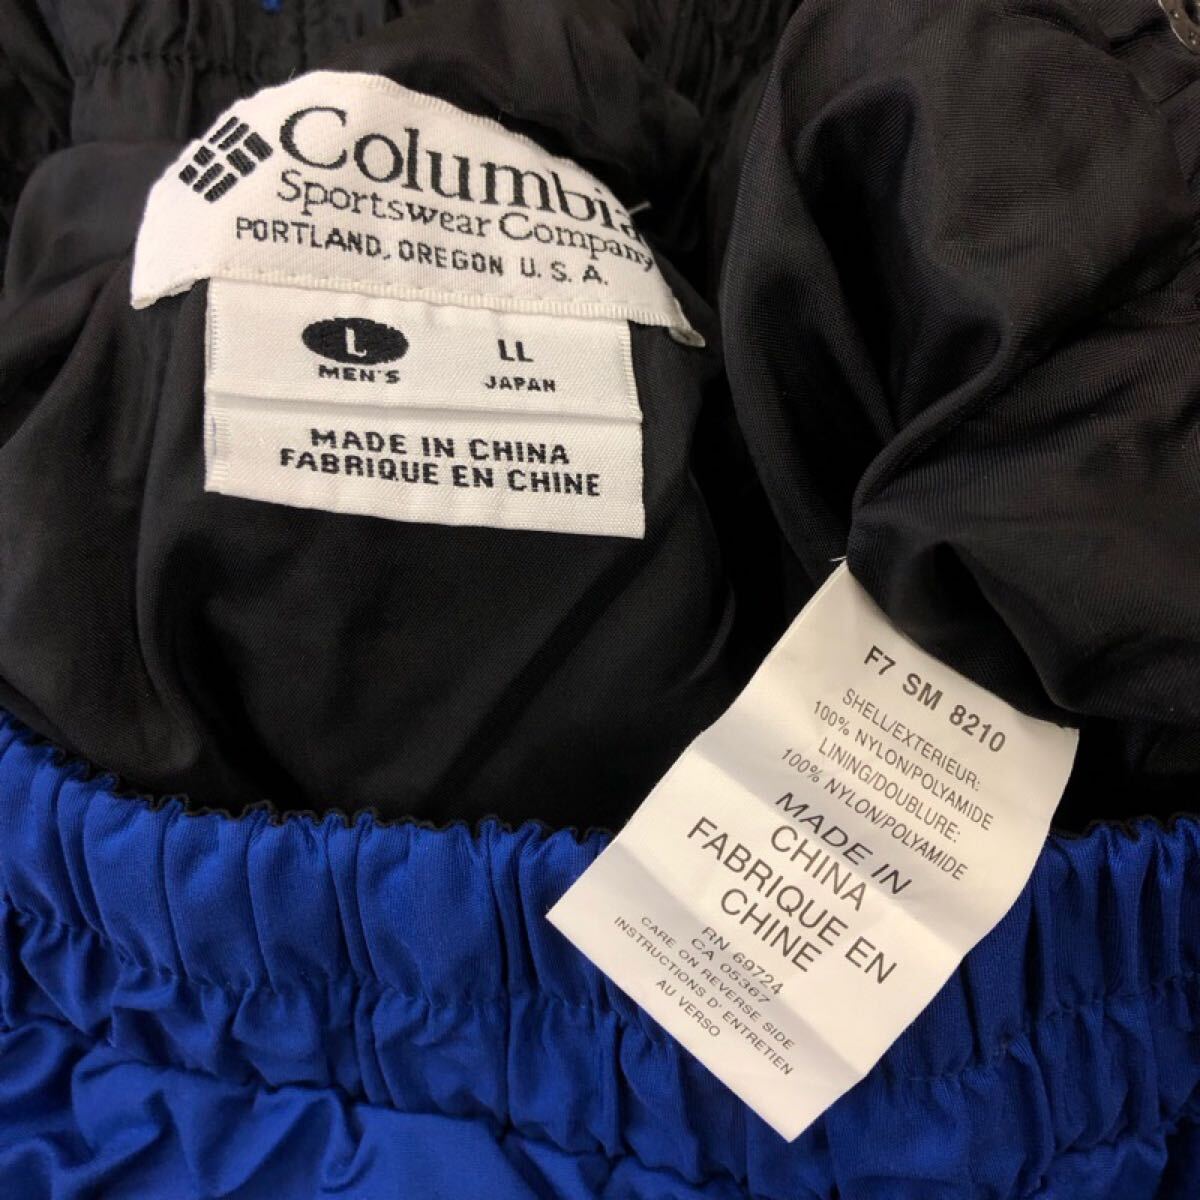 Columbia
Sportswear Company
PORTLAND, OREGON U.S.A.
L
MEN'S
LL
JAPAN
MADE IN CHINA
FABRIQUE EN CHINE
F7 SM 8210
SHELL/EXTERIEUR:
100% NYLON/POLYAMIDE
LINING/DOUBLURE:
100% NYLON/POLYAMIDE
MADE IN
CHINA
FABRIQUE EN
CHINE
RN 69724
CA 05367
CARE ON REVERSE SIDE
INSTRUCTIONS D'ENTRETIEN
AU VERSO